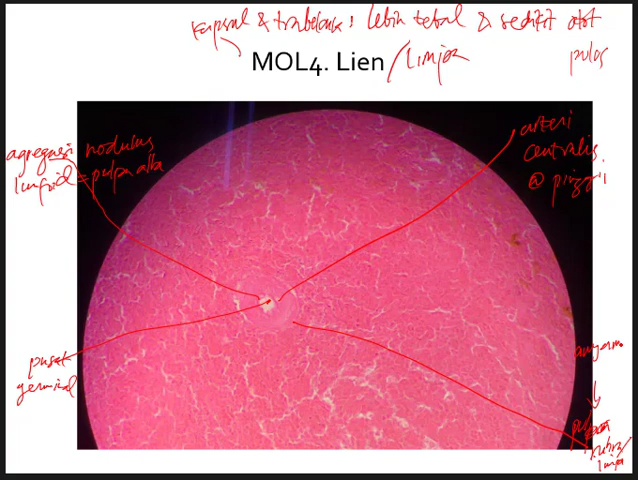 kapsul & trabekula : lebih tebal & sedikit otot
polos
MOL4. Lien / limpa
agregasi nodulus
limfoid = pulpa alba
arteri
centralis
@ pinggir
pusat
germinal